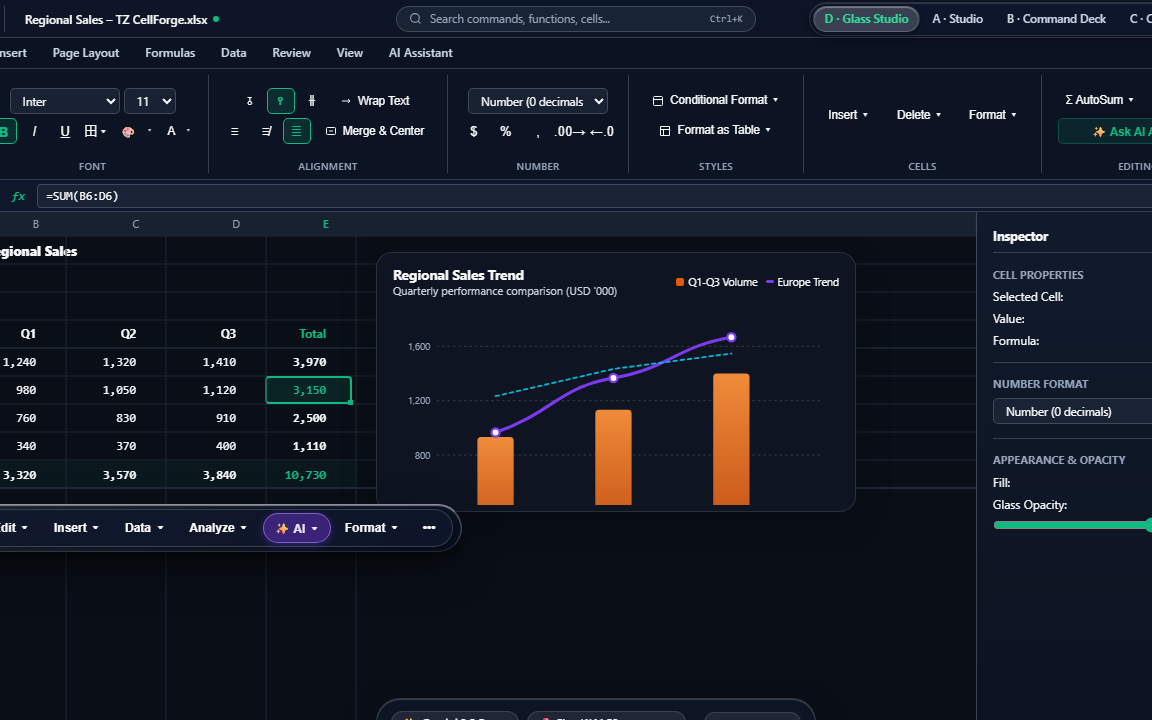 Regional Sales – TZ CellForge.xlsx
Search commands, functions, cells...
Ctrl+K
D · Glass Studio
A · Studio
B · Command Deck
C · C
nsert
Page Layout
Formulas
Data
Review
View
AI Assistant
Inter
11
Wrap Text
Number (0 decimals
Conditional Format
Insert
Delete
Format
Σ AutoSum
B
I
U
A
Merge & Center
$
%
,
.00→
←.0
Format as Table
Ask AI A
FONT
ALIGNMENT
NUMBER
STYLES
CELLS
EDITIN
fx
=SUM(B6:D6)
B
C
D
E
egional Sales
Q1 Q2 Q3 Total
1,240 1,320 1,410 3,970
980 1,050 1,120 3,150
760 830 910 2,500
340 370 400 1,110
3,320 3,570 3,840 10,730
Regional Sales Trend
Quarterly performance comparison (USD '000)
Q1-Q3 Volume
Europe Trend
1,600
1,200
800
Inspector
CELL PROPERTIES
Selected Cell:
Value:
Formula:
NUMBER FORMAT
Number (0 decimals)
APPEARANCE & OPACITY
Fill:
Glass Opacity:
dit
Insert
Data
Analyze
AI
Format